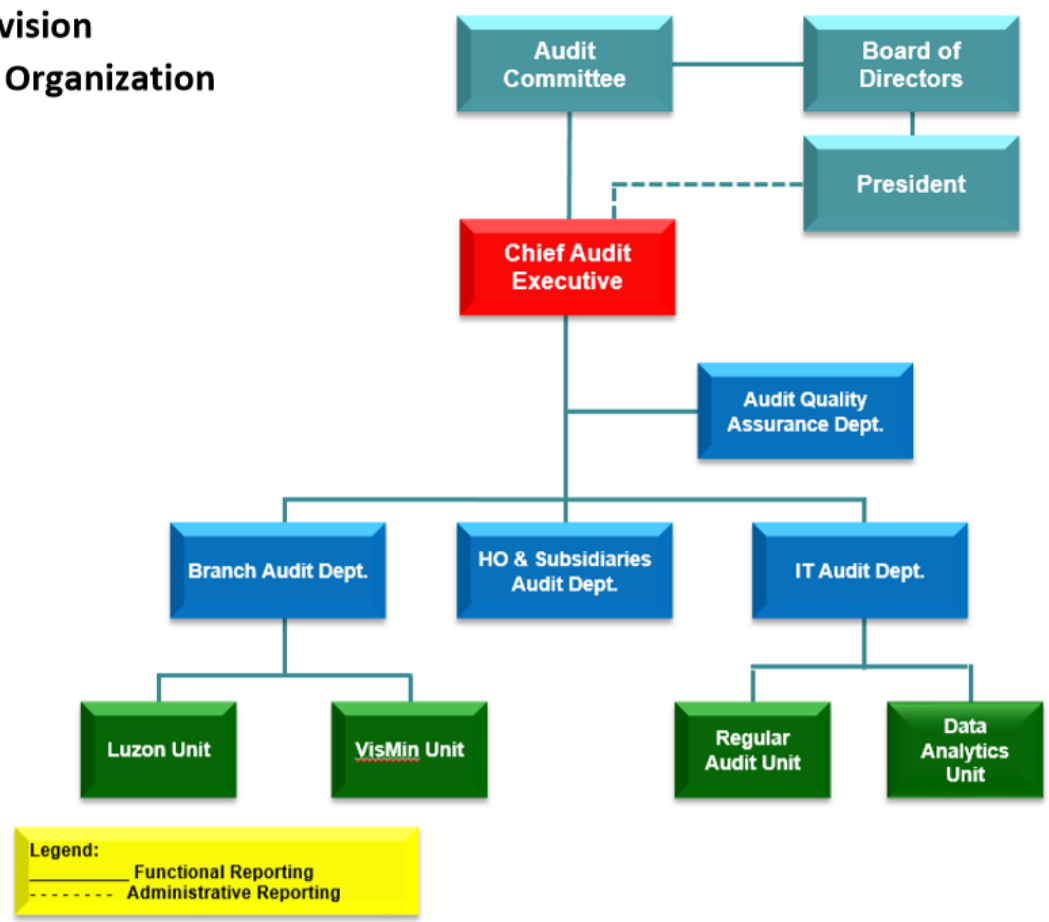 vision
Organization
Audit
Committee
Board of
Directors
President
Chief Audit
Executive
Audit Quality
Assurance Dept.
Branch Audit Dept.
HO & Subsidiaries
Audit Dept.
IT Audit Dept.
Luzon Unit
VisMin Unit
Regular
Audit Unit
Data
Analytics
Unit
Legend:
__________ Functional Reporting
- - - - - - - - Administrative Reporting